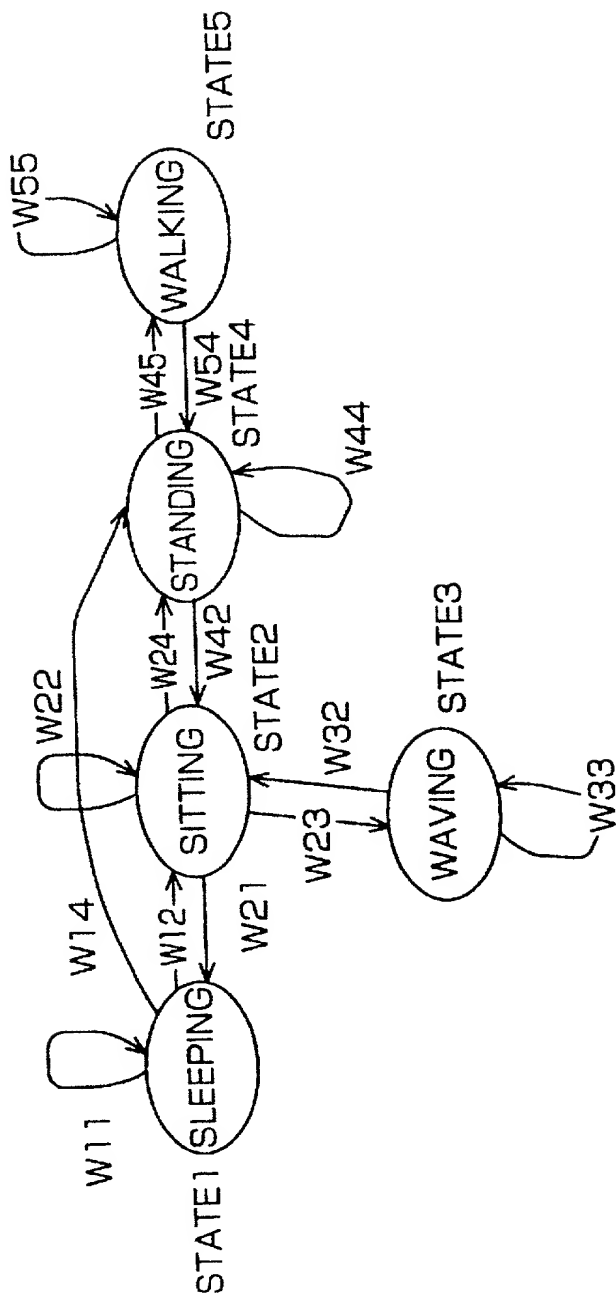 W11
W14
W22
W55
STATE1
SLEEPING
W12
W21
SITTING
STATE2
W24
W42
STANDING
STATE4
W45
W54
WALKING
STATE5
W44
W23
W32
WAVING
STATE3
W33